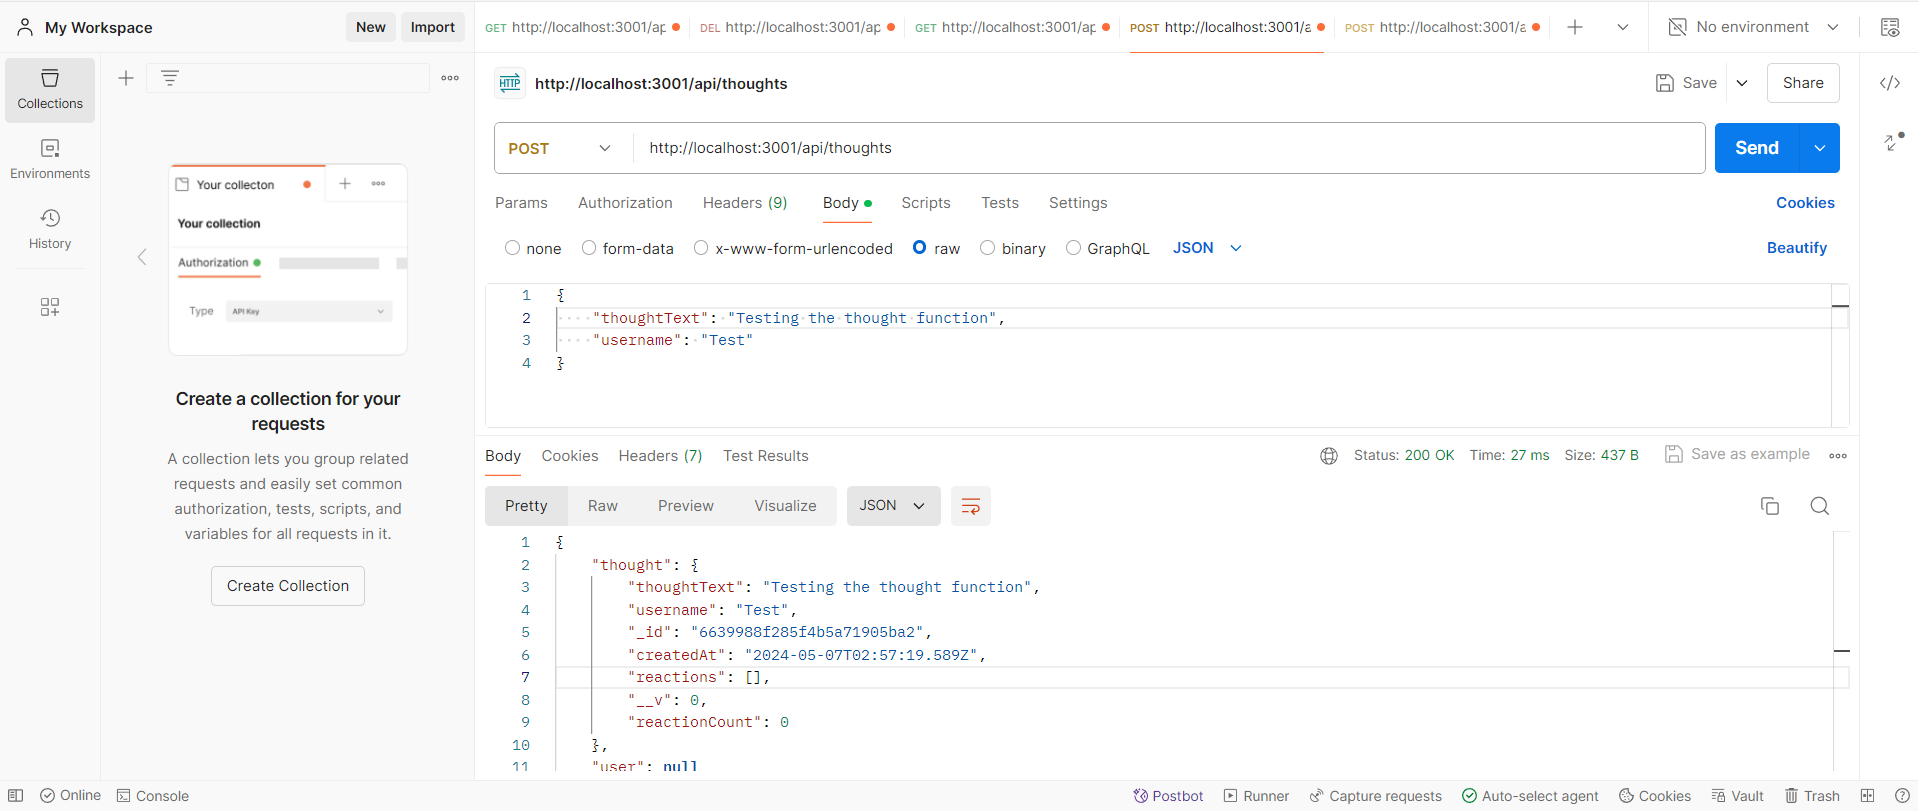 My Workspace
New
Import
GET http://localhost:3001/ap
DEL http://localhost:3001/ap
GET http://localhost:3001/ap
POST http://localhost:3001/a
POST http://localhost:3001/a
No environment
Collections
Environments
History
Your collecton
Your collection
Authorization
Type API Key
Create a collection for your
requests
A collection lets you group related
requests and easily set common
authorization, tests, scripts, and
variables for all requests in it.
Create Collection
HTTP http://localhost:3001/api/thoughts
Save
Share
POST http://localhost:3001/api/thoughts
Send
Params Authorization Headers (9) Body Scripts Tests Settings
Cookies
none form-data x-www-form-urlencoded raw binary GraphQL JSON
Beautify
1 {
2 "thoughtText": "Testing the thought function",
3 "username": "Test"
4 }
Body Cookies Headers (7) Test Results
Status: 200 OK Time: 27 ms Size: 437 B
Save as example
Pretty Raw Preview Visualize JSON
1 {
2 "thought": {
3 "thoughtText": "Testing the thought function",
4 "username": "Test",
5 "_id": "6639988f285f4b5a71905ba2",
6 "createdAt": "2024-05-07T02:57:19.589Z",
7 "reactions": [],
8 "__v": 0,
9 "reactionCount": 0
10 },
11 "user": null
Online Console
Postbot Runner Capture requests Auto-select agent Cookies Vault Trash